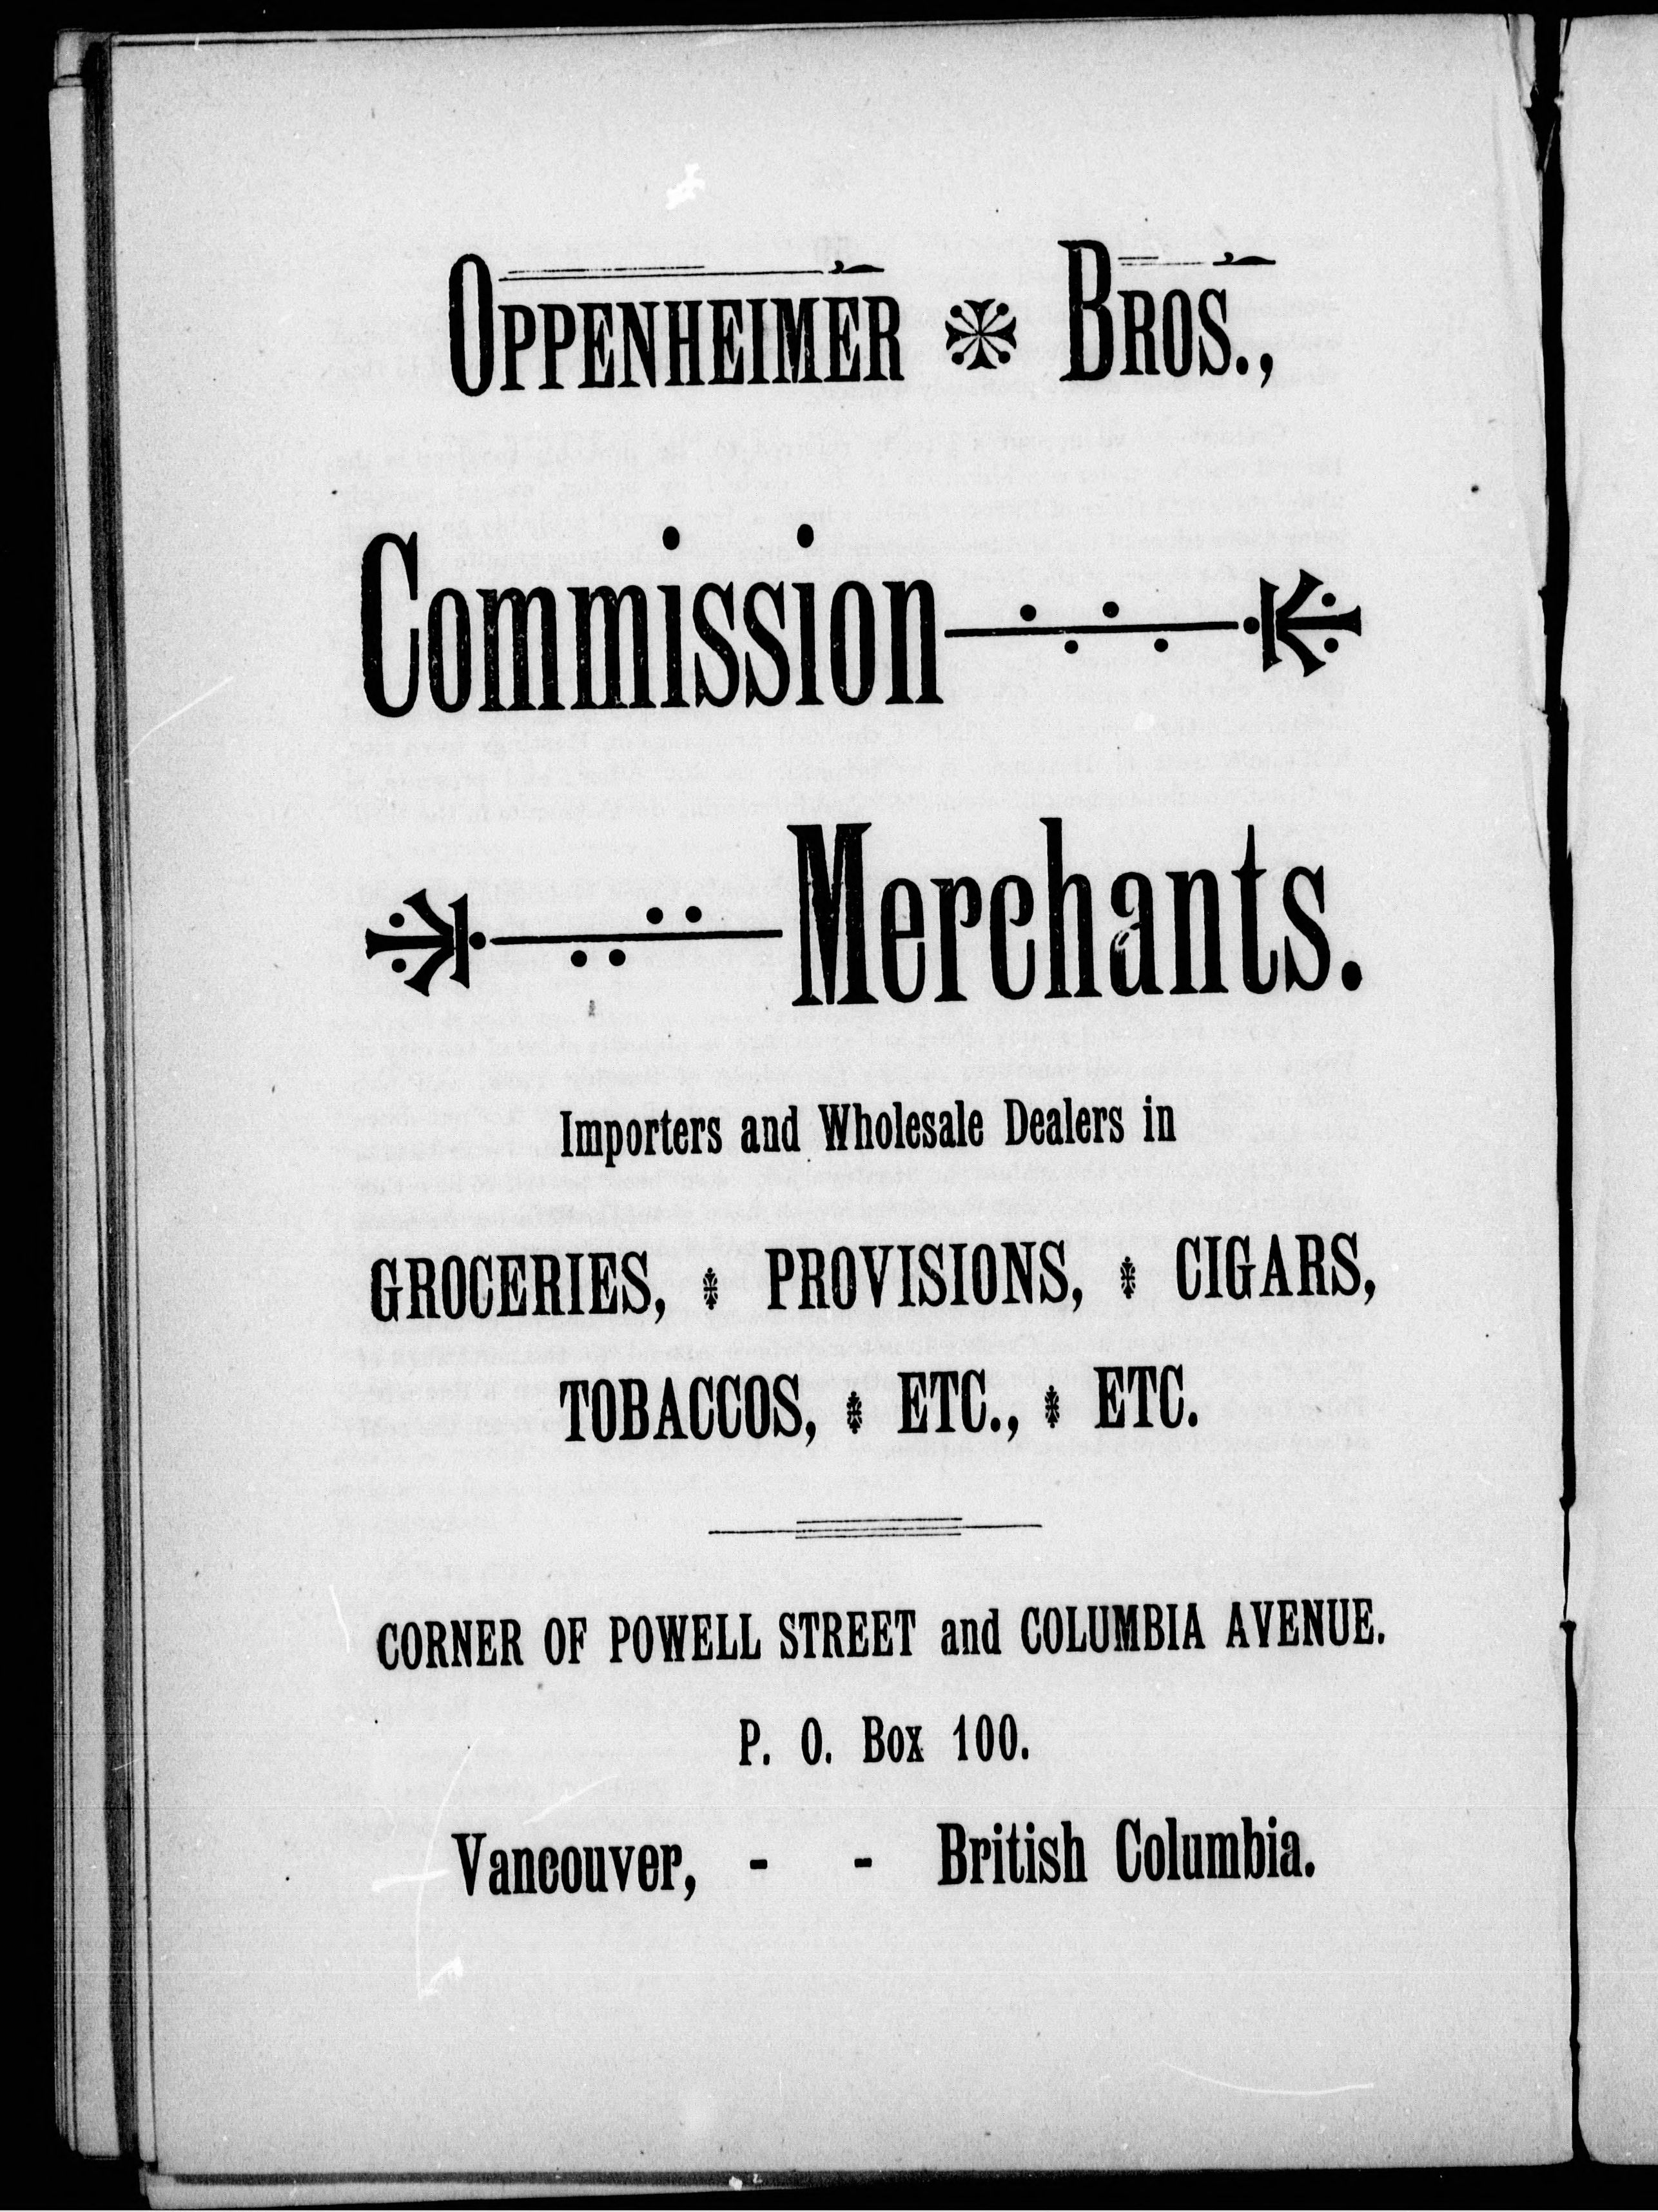 OPPENHEIMER BROS.,
Commission
Merchants.
Importers and Wholesale Dealers in
GROCERIES, PROVISIONS, CIGARS,
TOBACCOS, ETC., ETC.
CORNER OF POWELL STREET and COLUMBIA AVENUE.
P. O. Box 100.
Vancouver, - - British Columbia.